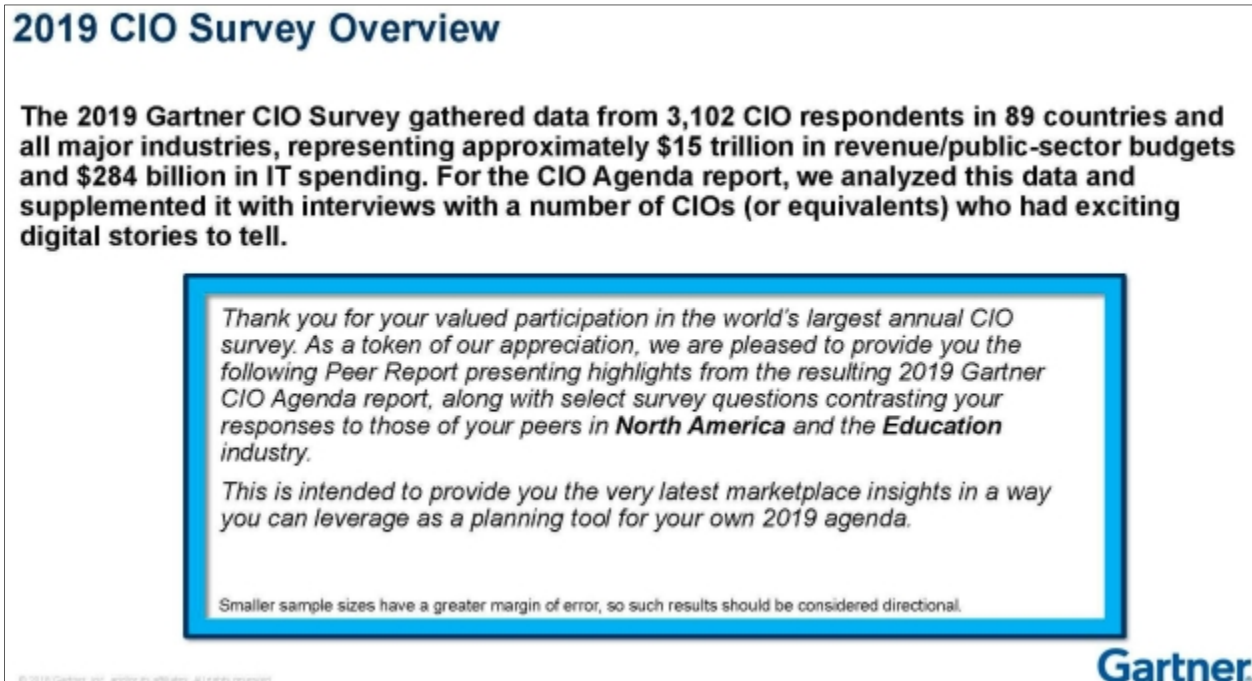 2019 CIO Survey Overview
The 2019 Gartner CIO Survey gathered data from 3,102 CIO respondents in 89 countries and
all major industries, representing approximately $15 trillion in revenue/public-sector budgets
and $284 billion in IT spending. For the CIO Agenda report, we analyzed this data and
supplemented it with interviews with a number of CIOs (or equivalents) who had exciting
digital stories to tell.
Thank you for your valued participation in the world's largest annual CIO
survey. As a token of our appreciation, we are pleased to provide you the
following Peer Report presenting highlights from the resulting 2019 Gartner
CIO Agenda report, along with select survey questions contrasting your
responses to those of your peers in North America and the Education
industry.
This is intended to provide you the very latest marketplace insights in a way
you can leverage as a planning tool for your own 2019 agenda.
Smaller sample sizes have a greater margin of error, so such results should be considered directional.
Gartner